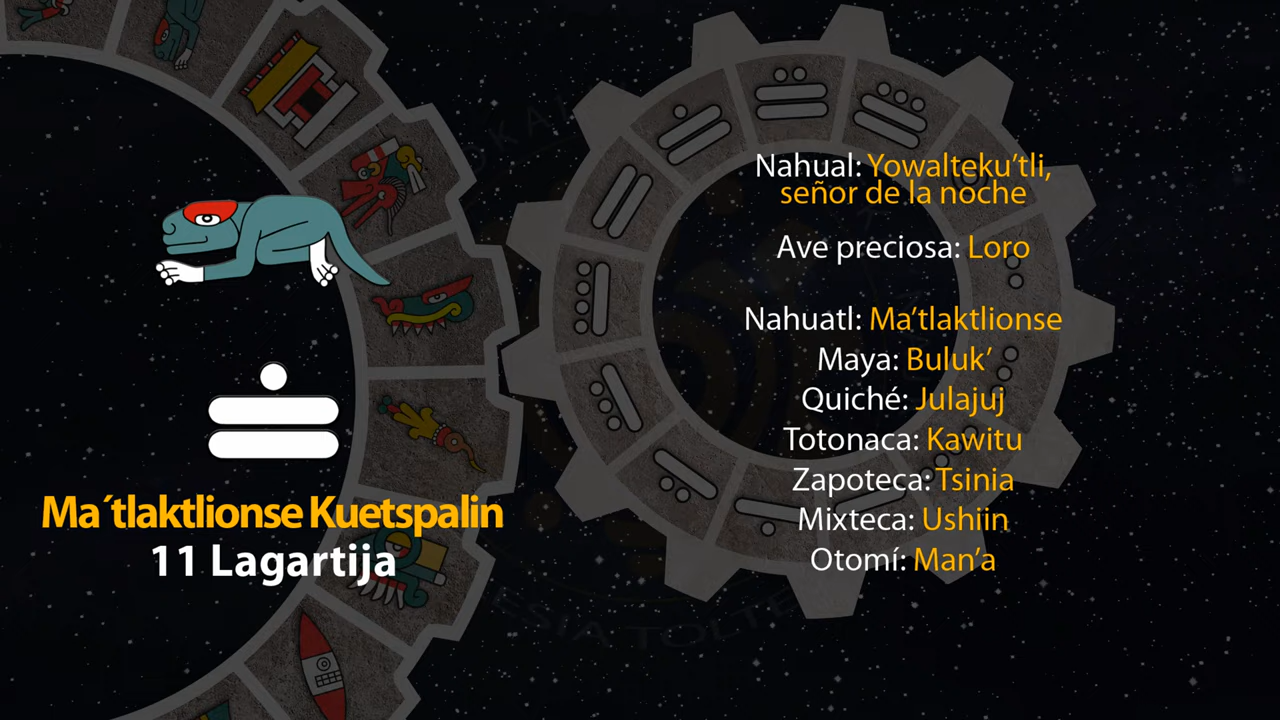 Ma´tlaktlionse Kuetspalin
11 Lagartija
Nahual: Yowalteku’tli,
señor de la noche
Ave preciosa: Loro
Nahuatl: Ma’tlaktlionse
Maya: Buluk’
Quiché: Julajuj
Totonaca: Kawitu
Zapoteca: Tsinia
Mixteca: Ushiin
Otomí: Man’a